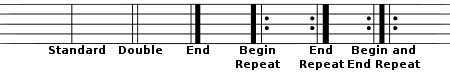 Standard Double End Begin End Begin and
Repeat Repeat End Repeat